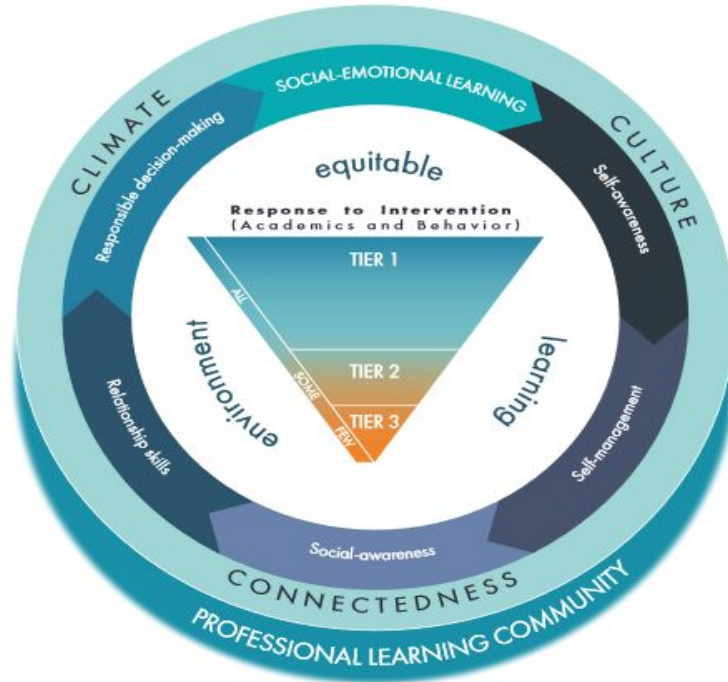 SOCIAL-EMOTIONAL LEARNING
CLIMATE
CULTURE
Responsible decision-making
Self-awareness
equitable
Response to Intervention
(Academics and Behavior)
TIER 1
ALL
environment
learning
TIER 2
SOME
TIER 3
FEW
Relationship skills
Self-management
Social-awareness
CONNECTEDNESS
PROFESSIONAL LEARNING COMMUNITY